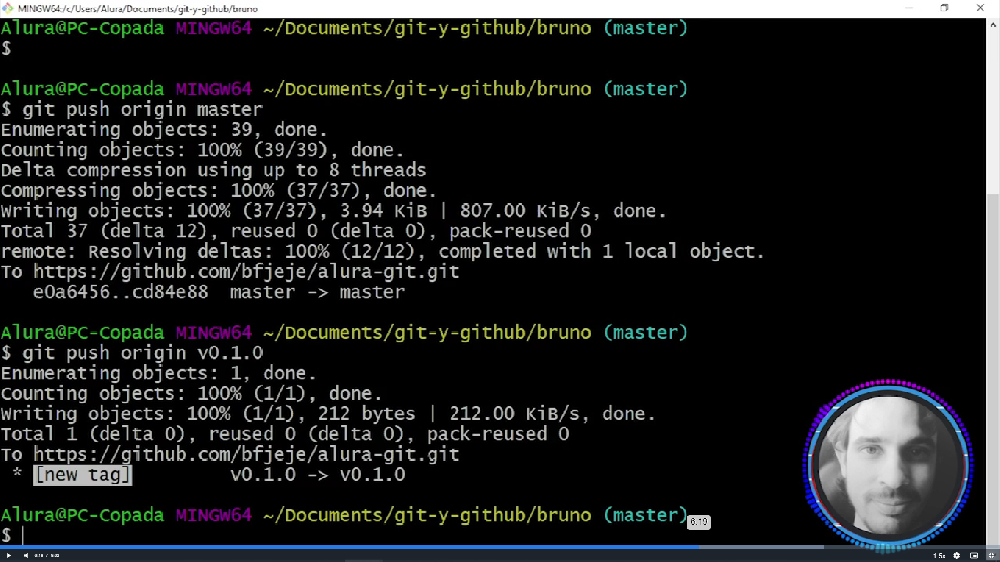 MINGW64:/c/Users/Alura/Documents/git-y-github/bruno
Alura@PC-Copada MINGW64 ~/Documents/git-y-github/bruno (master)
$
Alura@PC-Copada MINGW64 ~/Documents/git-y-github/bruno (master)
$ git push origin master
Enumerating objects: 39, done.
Counting objects: 100% (39/39), done.
Delta compression using up to 8 threads
Compressing objects: 100% (37/37), done.
Writing objects: 100% (37/37), 3.94 KiB | 807.00 KiB/s, done.
Total 37 (delta 12), reused 0 (delta 0), pack-reused 0
remote: Resolving deltas: 100% (12/12), completed with 1 local object.
To https://github.com/bfjeje/alura-git.git
   e0a6456..cd84e88  master -> master
Alura@PC-Copada MINGW64 ~/Documents/git-y-github/bruno (master)
$ git push origin v0.1.0
Enumerating objects: 1, done.
Counting objects: 100% (1/1), done.
Writing objects: 100% (1/1), 212 bytes | 212.00 KiB/s, done.
Total 1 (delta 0), reused 0 (delta 0), pack-reused 0
To https://github.com/bfjeje/alura-git.git
 * [new tag]         v0.1.0 -> v0.1.0
Alura@PC-Copada MINGW64 ~/Documents/git-y-github/bruno (master)
6:19
$
6:19 / 9:02
1.5x